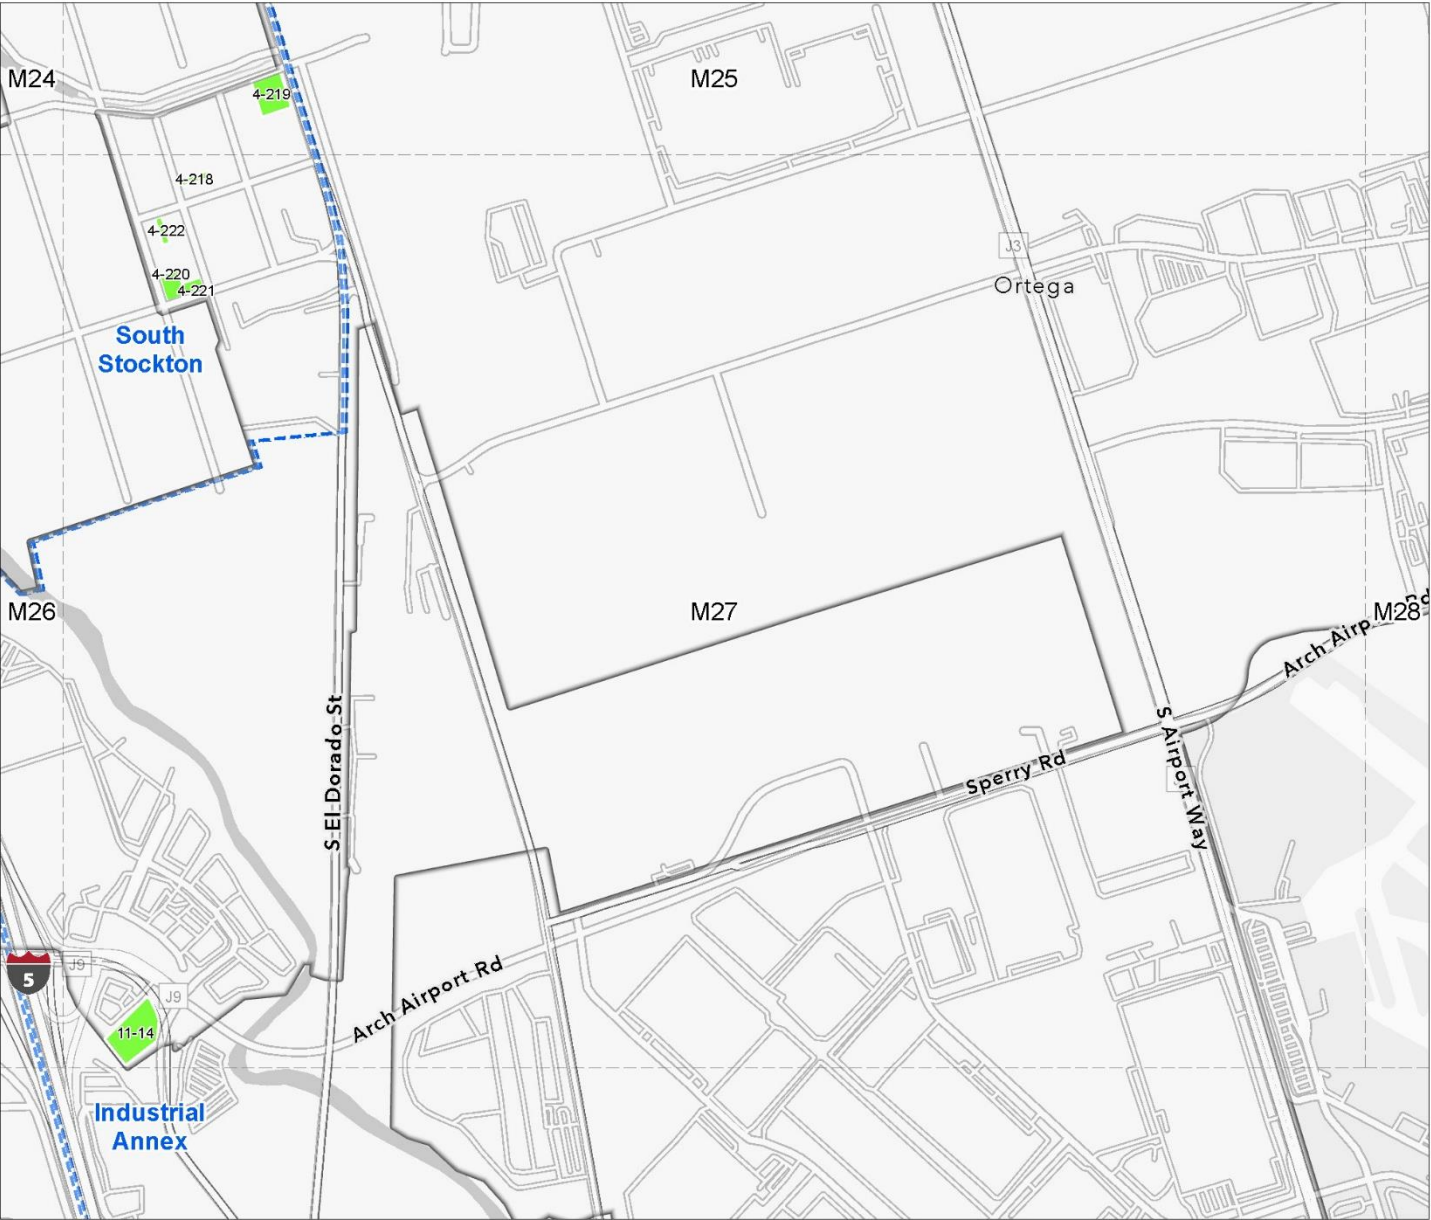 M24
M25
4-219
4-218
4-222
4-220
4-221
J3
Ortega
South
Stockton
M26
M27
M28
Arch Airp
S El Dorado St
S Airport Way
Sperry Rd
Arch Airport Rd
5
J9
J9
11-14
Industrial
Annex